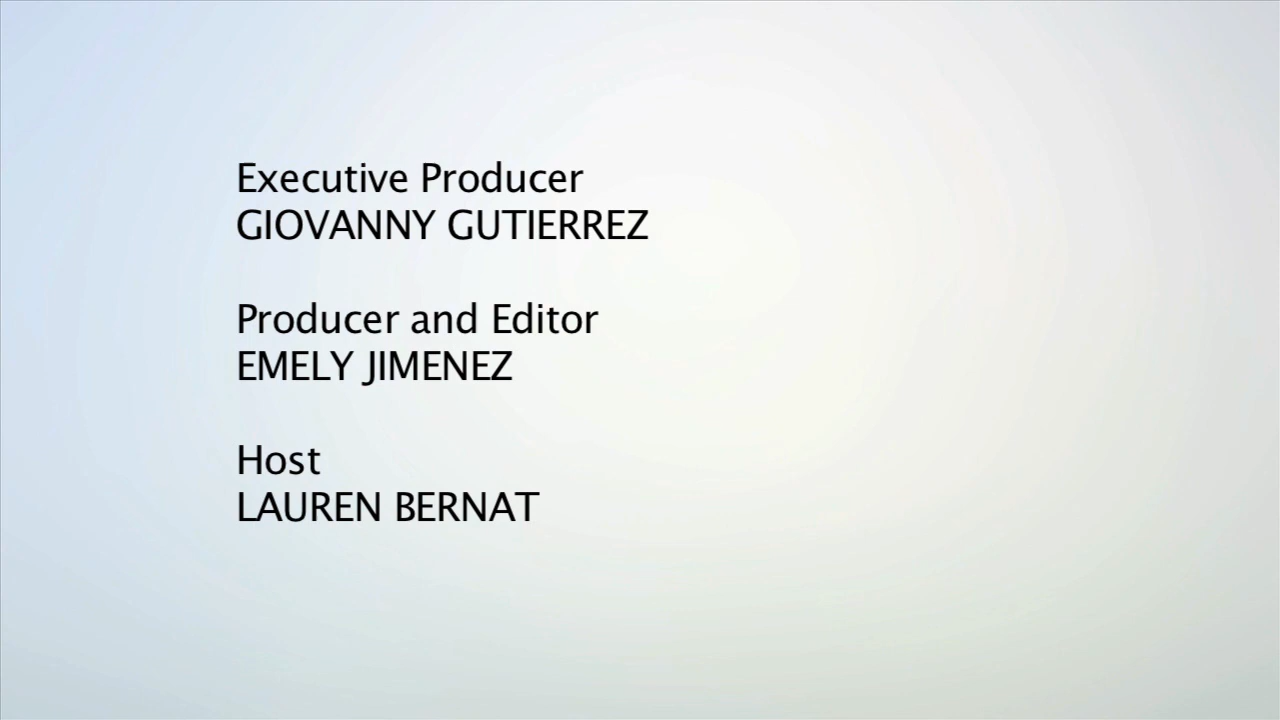 Executive Producer
GIOVANNY GUTIERREZ
Producer and Editor
EMELY JIMENEZ
Host
LAUREN BERNAT